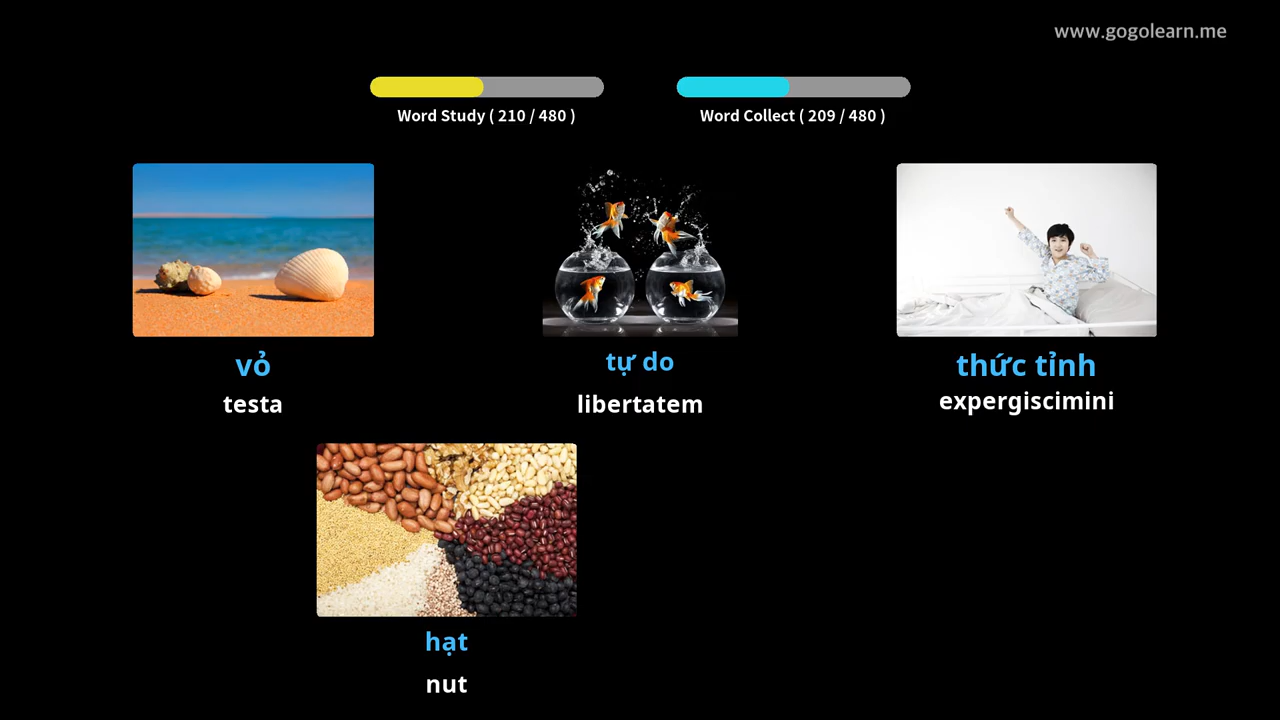 www.gogolearn.me
Word Study ( 210 / 480 )
Word Collect ( 209 / 480 )
vỏ
testa
tự do
libertatem
thức tỉnh
expergiscimini
hạt
nut